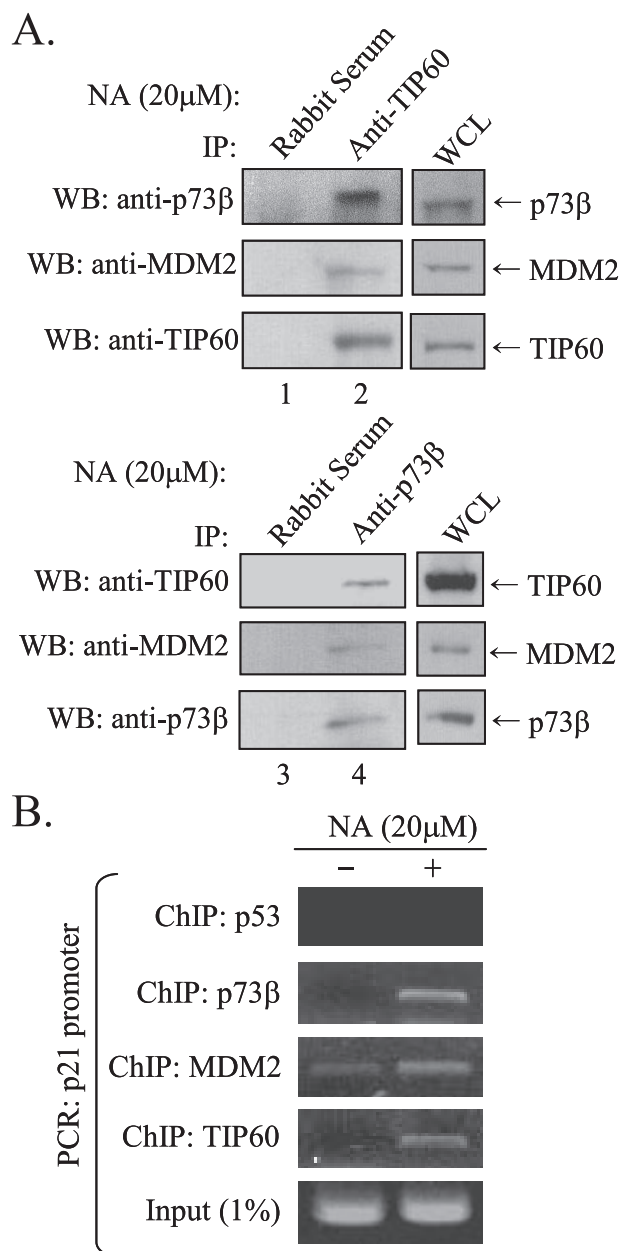 A.
NA (20μM):
IP: Rabbit Serum Anti-TIP60 WCL
WB: anti-p73β ← p73β
WB: anti-MDM2 ← MDM2
WB: anti-TIP60 ← TIP60
1 2
NA (20μM):
IP: Rabbit Serum Anti-p73β WCL
WB: anti-TIP60 ← TIP60
WB: anti-MDM2 ← MDM2
WB: anti-p73β ← p73β
3 4
B.
NA (20μM)
− +
PCR: p21 promoter
ChIP: p53
ChIP: p73β
ChIP: MDM2
ChIP: TIP60
Input (1%)